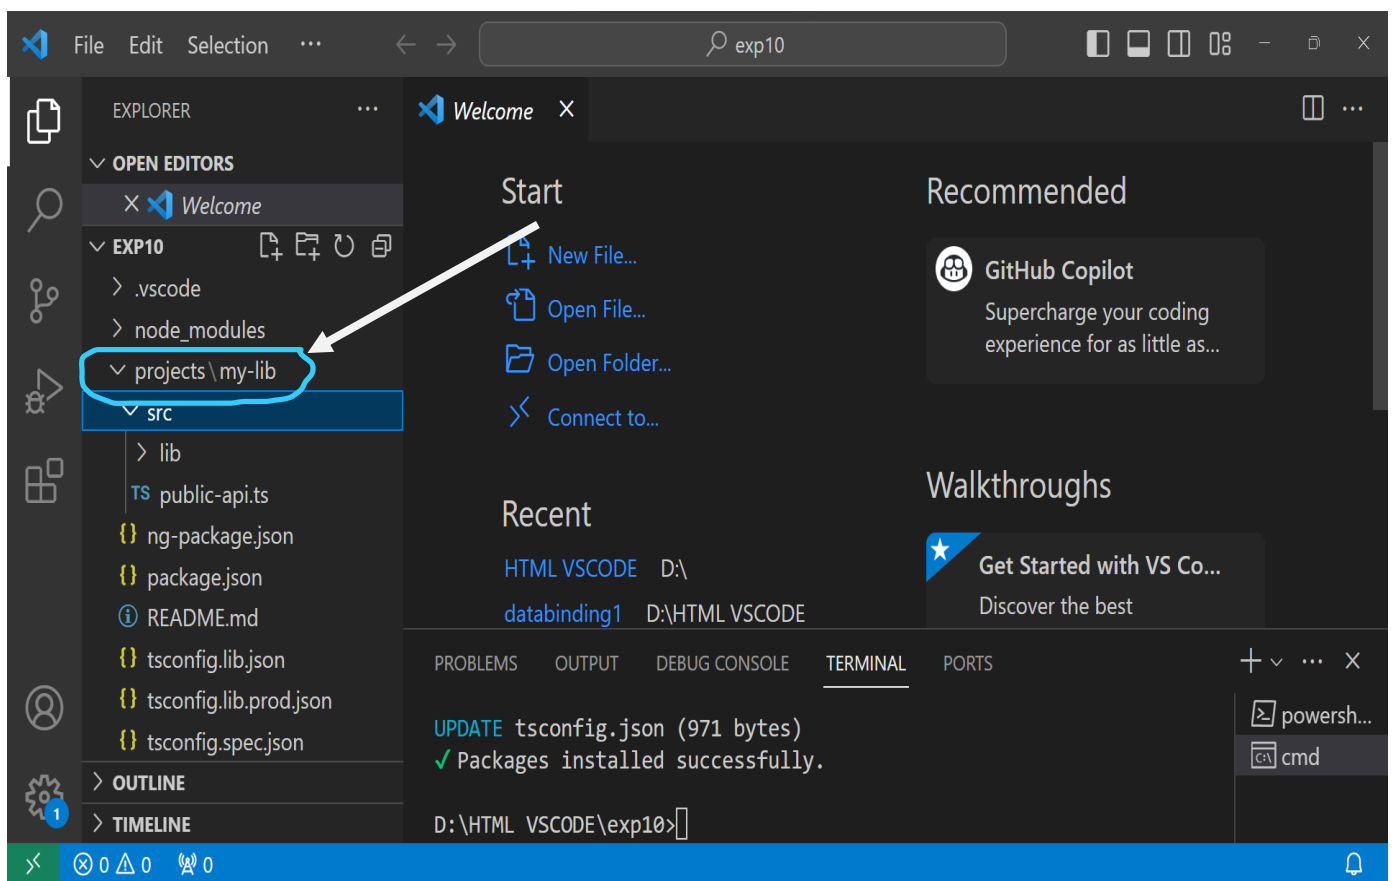 File Edit Selection ··· exp10
EXPLORER ···
Welcome
OPEN EDITORS
Welcome
EXP10
.vscode
node_modules
projects\my-lib
src
lib
TS public-api.ts
{} ng-package.json
{} package.json
README.md
{} tsconfig.lib.json
{} tsconfig.lib.prod.json
{} tsconfig.spec.json
OUTLINE
TIMELINE
Start
New File...
Open File...
Open Folder...
Connect to...
Recent
HTML VSCODE D:\
databinding1 D:\HTML VSCODE
Recommended
GitHub Copilot
Supercharge your coding
experience for as little as...
Walkthroughs
Get Started with VS Co...
Discover the best
PROBLEMS OUTPUT DEBUG CONSOLE TERMINAL PORTS
UPDATE tsconfig.json (971 bytes)
✓ Packages installed successfully.
D:\HTML VSCODE\exp10>
powersh...
cmd
1
0 0 0